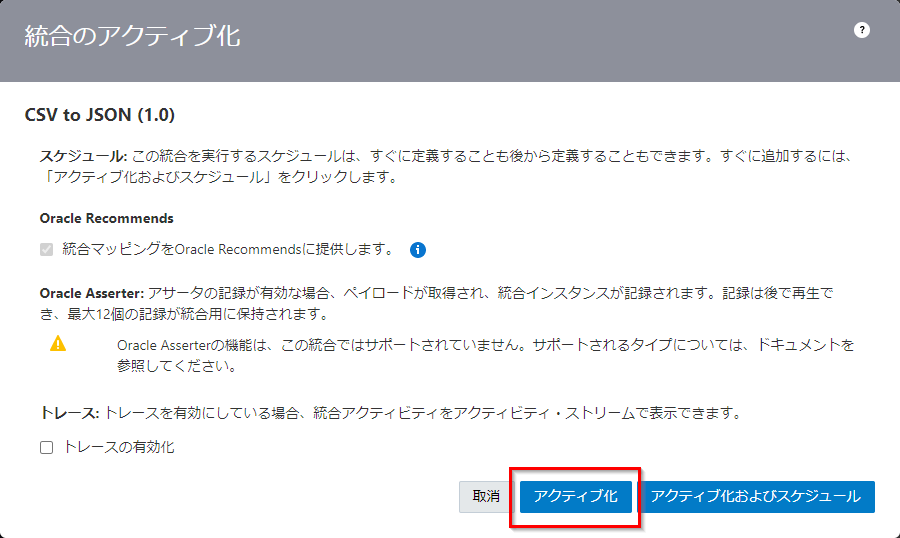 統合のアクティブ化
?
CSV to JSON (1.0)
スケジュール: この統合を実行するスケジュールは、すぐに定義することも後から定義することもできます。すぐに追加するには、
「アクティブ化およびスケジュール」をクリックします。
Oracle Recommends
統合マッピングをOracle Recommendsに提供します。
Oracle Asserter: アサータの記録が有効な場合、ペイロードが取得され、統合インスタンスが記録されます。記録は後で再生で
き、最大12個の記録が統合用に保持されます。
Oracle Asserterの機能は、この統合ではサポートされていません。サポートされるタイプについては、ドキュメントを
参照してください。
トレース: トレースを有効にしている場合、統合アクティビティをアクティビティ・ストリームで表示できます。
トレースの有効化
取消 アクティブ化 アクティブ化およびスケジュール